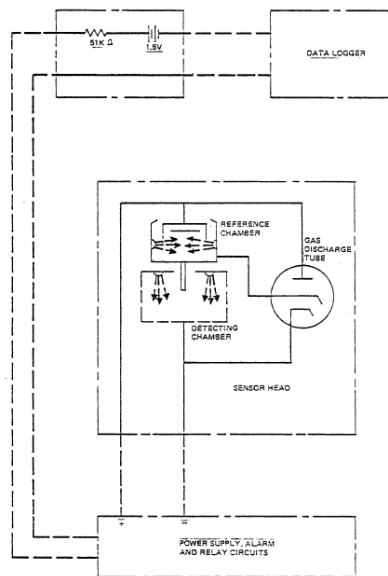 51K Ω
1.5V
DATA LOGGER
REFERENCE
CHAMBER
GAS
DISCHARGE
TUBE
DETECTING
CHAMBER
SENSOR HEAD
POWER SUPPLY, ALARM
AND RELAY CIRCUITS